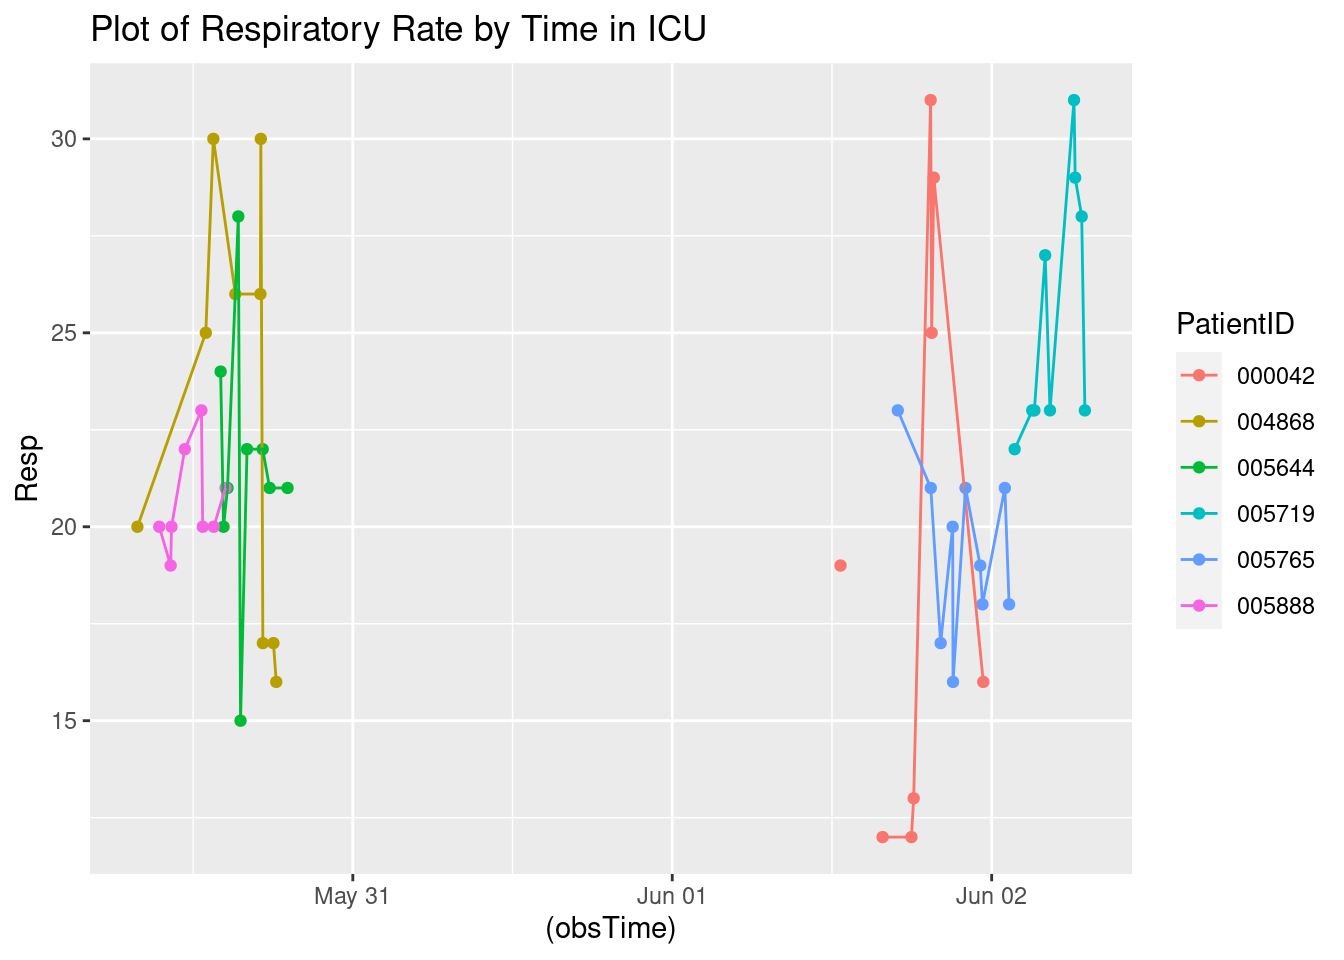 Plot of Respiratory Rate by Time in ICU
30
25
20
15
Resp
May 31
Jun 01
Jun 02
(obsTime)
PatientID
000042
004868
005644
005719
005765
005888